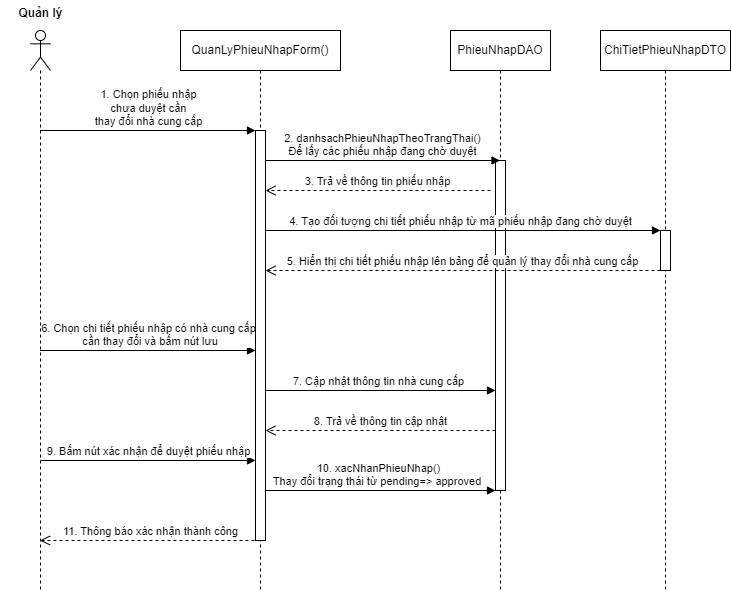 Quản lý
QuanLyPhieuNhapForm()
PhieuNhapDAO
ChiTietPhieuNhapDTO
1. Chọn phiếu nhập
chưa duyệt cần
thay đổi nhà cung cấp
2. danhsachPhieuNhapTheoTrangThai()
Để lấy các phiếu nhập đang chờ duyệt
3. Trả về thông tin phiếu nhập
4. Tạo đối tượng chi tiết phiếu nhập từ mã phiếu nhập đang chờ duyệt
5. Hiển thị chi tiết phiếu nhập lên bảng để quản lý thay đổi nhà cung cấp
6. Chọn chi tiết phiếu nhập có nhà cung cấp
cần thay đổi và bấm nút lưu
7. Cập nhật thông tin nhà cung cấp
8. Trả về thông tin cập nhật
9. Bấm nút xác nhận để duyệt phiếu nhập
10. xacNhanPhieuNhap()
Thay đổi trạng thái từ pending=> approved
11. Thông báo xác nhận thành công